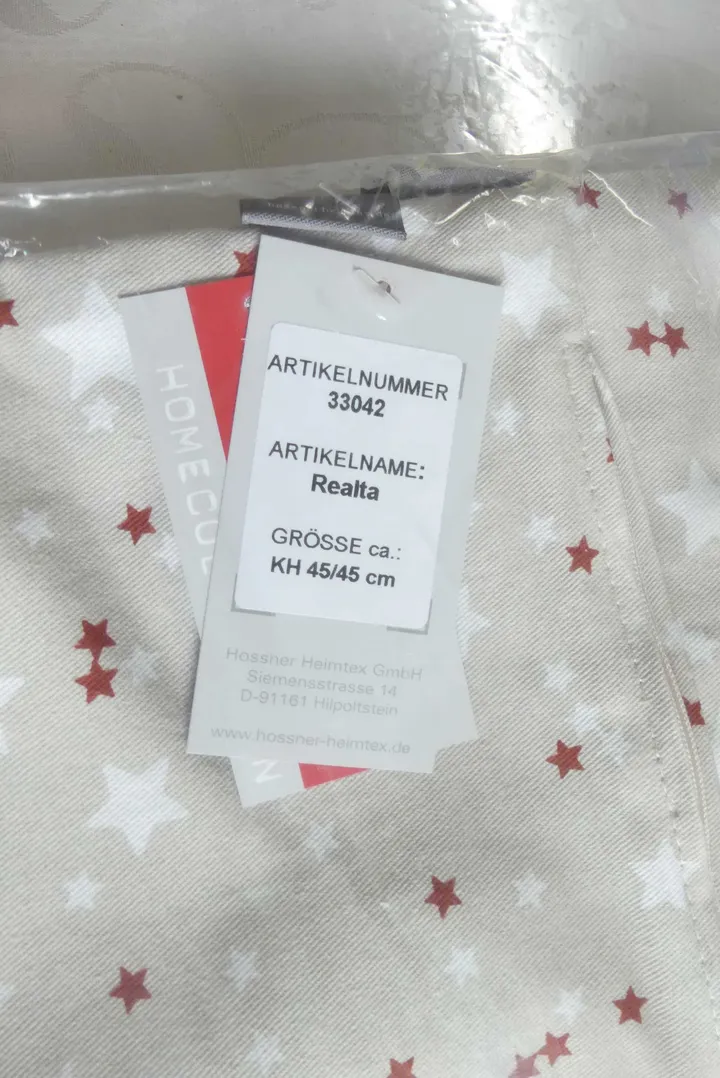 HOMECOL
N
ARTIKELNUMMER
33042
ARTIKELNAME:
Realta
GRÖSSE ca.:
KH 45/45 cm
Hossner Heimtex GmbH
Siemensstrasse 14
D-91161 Hilpoltstein
www.hossner-heimtex.de